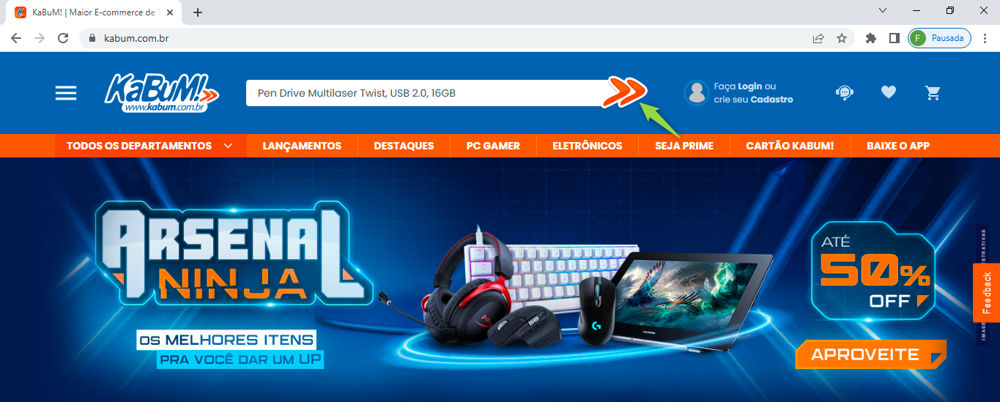 KaBuM! | Maior E-commerce de T
kabum.com.br
Pausada
F
KaBuM!
www.kabum.com.br
Pen Drive Multilaser Twist, USB 2.0, 16GB
Faça Login ou
crie seu Cadastro
TODOS OS DEPARTAMENTOS
LANÇAMENTOS
DESTAQUES
PC GAMER
ELETRÔNICOS
SEJA PRIME
CARTÃO KABUM!
BAIXE O APP
ARSENAL
NINJA
OS MELHORES ITENS
PRA VOCÊ DAR UM UP
HUION
G
ATÉ
50%
OFF
APROVEITE
Feedback